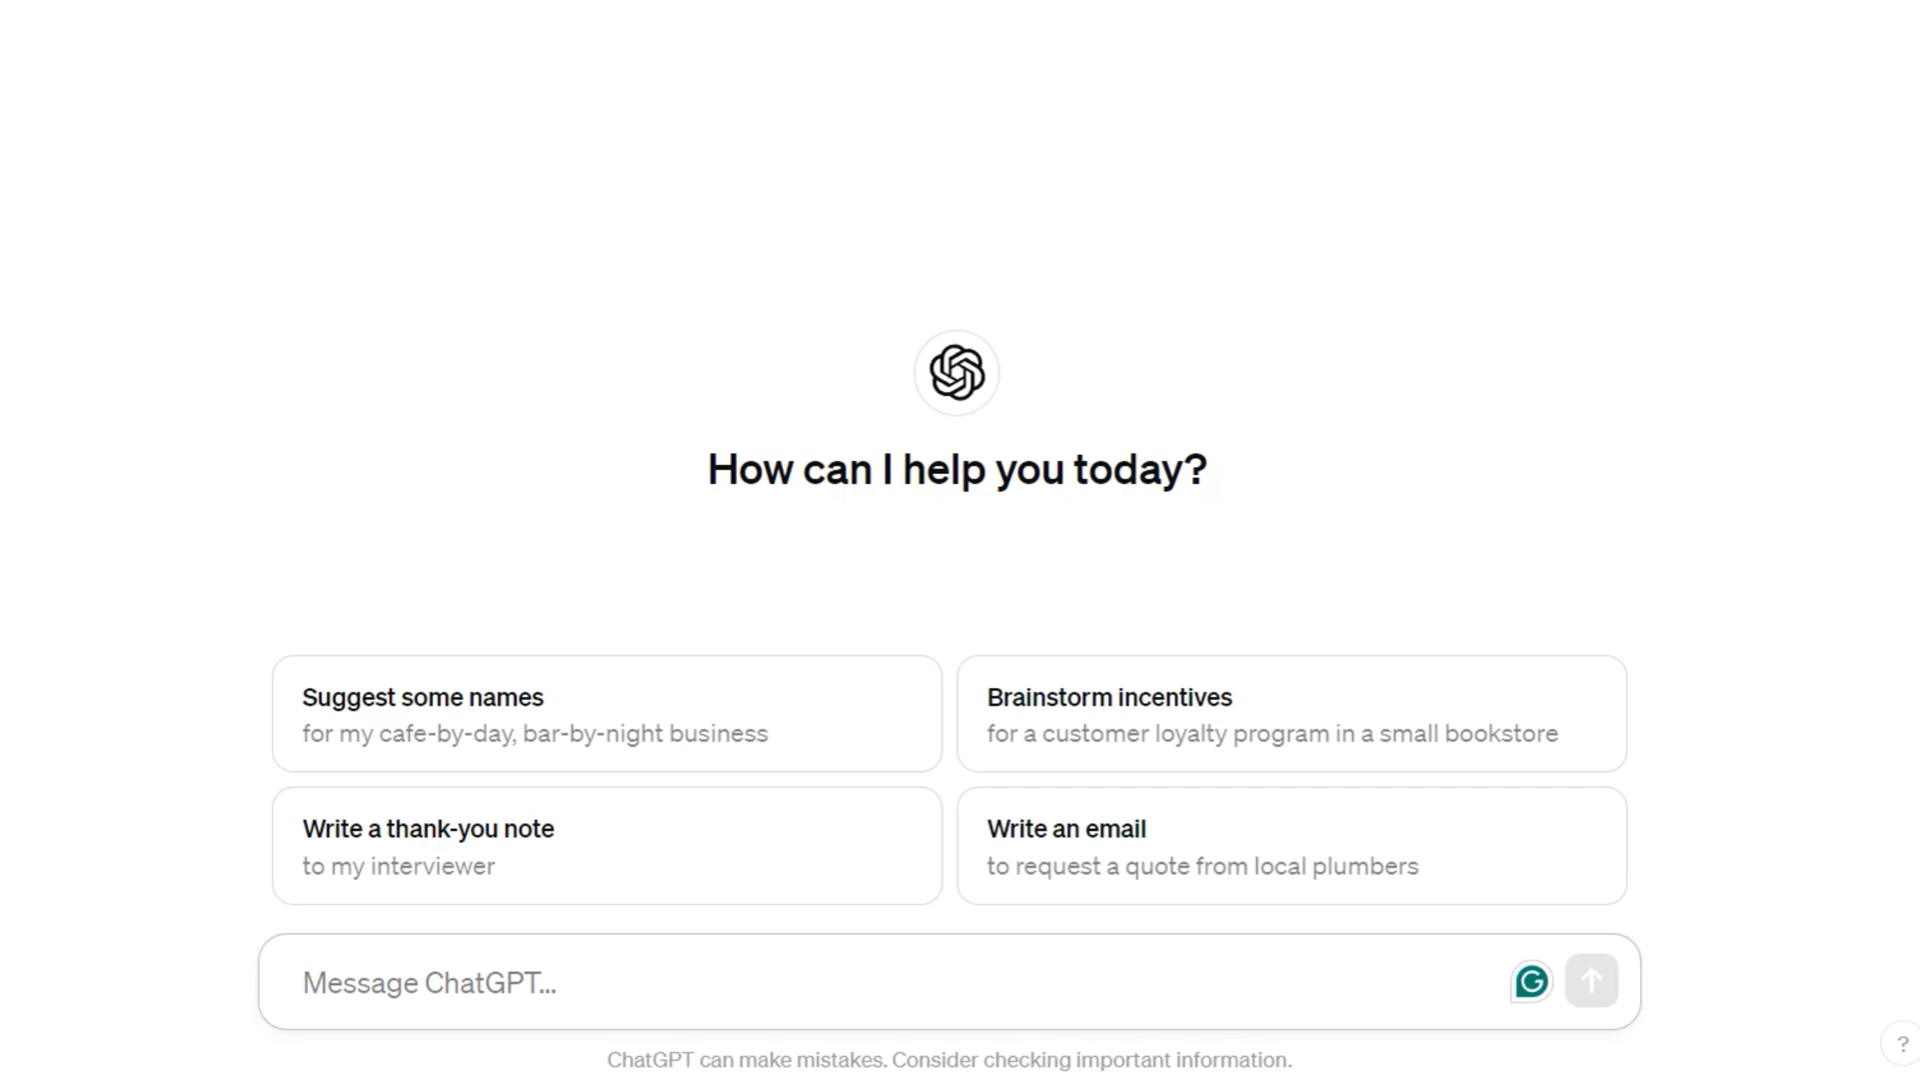 How can I help you today?
Suggest some names
for my cafe-by-day, bar-by-night business
Brainstorm incentives
for a customer loyalty program in a small bookstore
Write a thank-you note
to my interviewer
Write an email
to request a quote from local plumbers
Message ChatGPT...
G
ChatGPT can make mistakes. Consider checking important information.
?